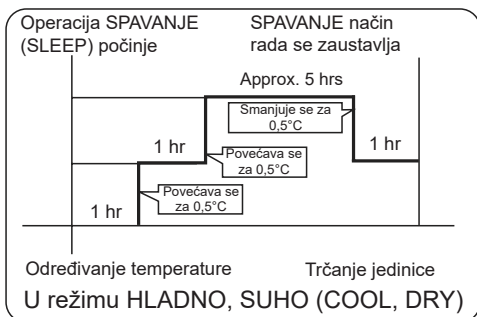 Operacija SPAVANJE
(SLEEP) počinje
SPAVANJE način
rada se zaustavlja
Approx. 5 hrs
Smanjuje se za
0,5°C
1 hr
Povećava se
za 0,5°C
1 hr
Povećava se
za 0,5°C
1 hr
Određivanje temperature
Trčanje jedinice
U režimu HLADNO, SUHO (COOL, DRY)